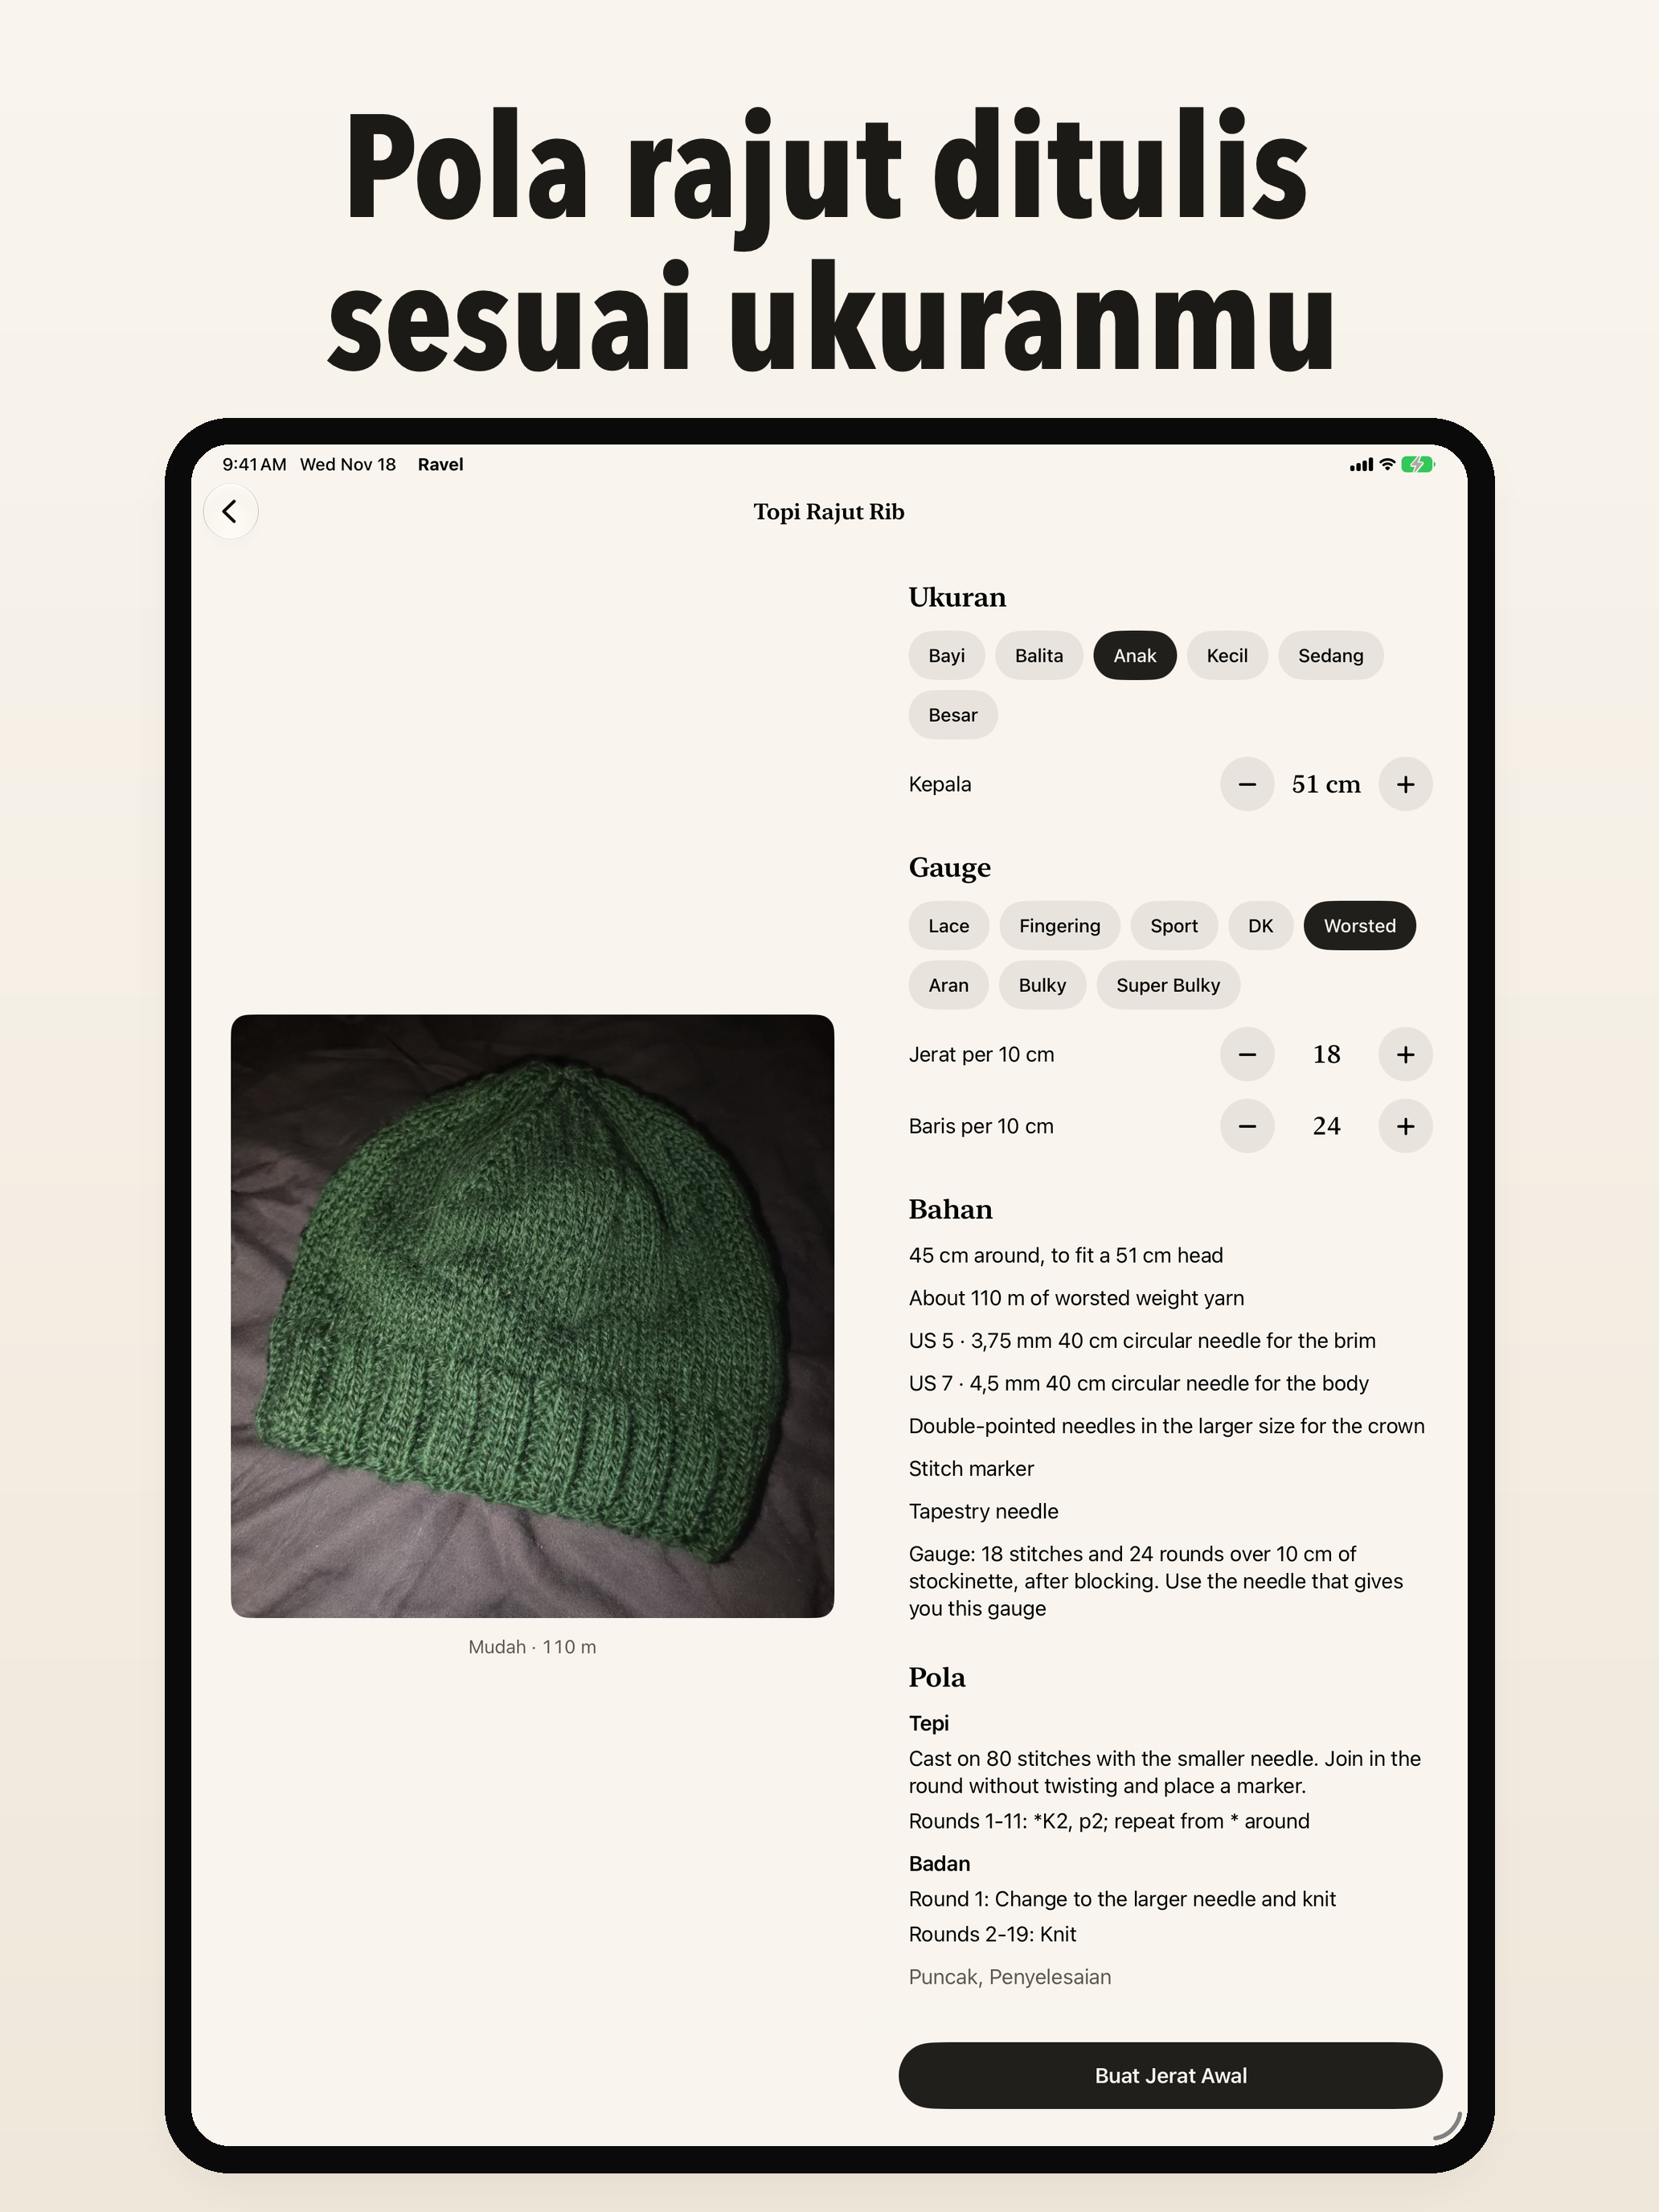 Pola rajut ditulis
sesuai ukuranmu
9:41 AM Wed Nov 18 Ravel
Topi Rajut Rib
Ukuran
Bayi Balita Anak Kecil Sedang
Besar
Kepala − 51 cm +
Gauge
Lace Fingering Sport DK Worsted
Aran Bulky Super Bulky
Jerat per 10 cm − 18 +
Baris per 10 cm − 24 +
Bahan
45 cm around, to fit a 51 cm head
About 110 m of worsted weight yarn
US 5 · 3,75 mm 40 cm circular needle for the brim
US 7 · 4,5 mm 40 cm circular needle for the body
Double-pointed needles in the larger size for the crown
Stitch marker
Tapestry needle
Gauge: 18 stitches and 24 rounds over 10 cm of
stockinette, after blocking. Use the needle that gives
you this gauge
Mudah · 110 m
Pola
Tepi
Cast on 80 stitches with the smaller needle. Join in the
round without twisting and place a marker.
Rounds 1-11: *K2, p2; repeat from * around
Badan
Round 1: Change to the larger needle and knit
Rounds 2-19: Knit
Puncak, Penyelesaian
Buat Jerat Awal